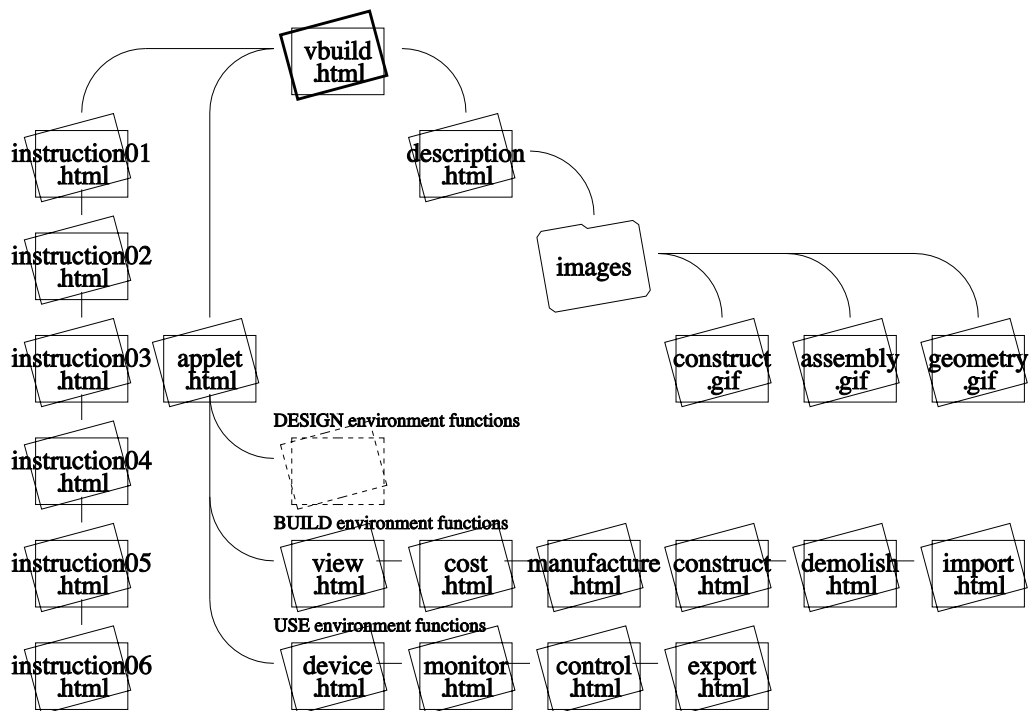 vbuild
.html
instruction01
.html
description
.html
instruction02
.html
images
instruction03
.html
applet
.html
construct
.gif
assembly
.gif
geometry
.gif
DESIGN environment functions
instruction04
.html
BUILD environment functions
instruction05
.html
view
.html
cost
.html
manufacture
.html
construct
.html
demolish
.html
import
.html
USE environment functions
instruction06
.html
device
.html
monitor
.html
control
.html
export
.html